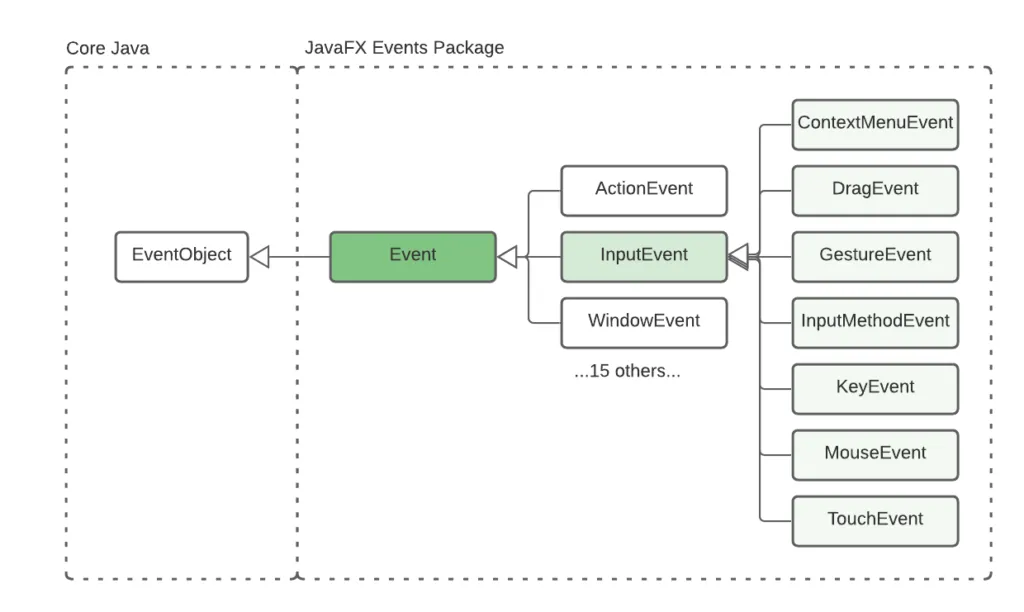 Core Java
JavaFX Events Package
EventObject
Event
ActionEvent
InputEvent
WindowEvent
...15 others...
ContextMenuEvent
DragEvent
GestureEvent
InputMethodEvent
KeyEvent
MouseEvent
TouchEvent